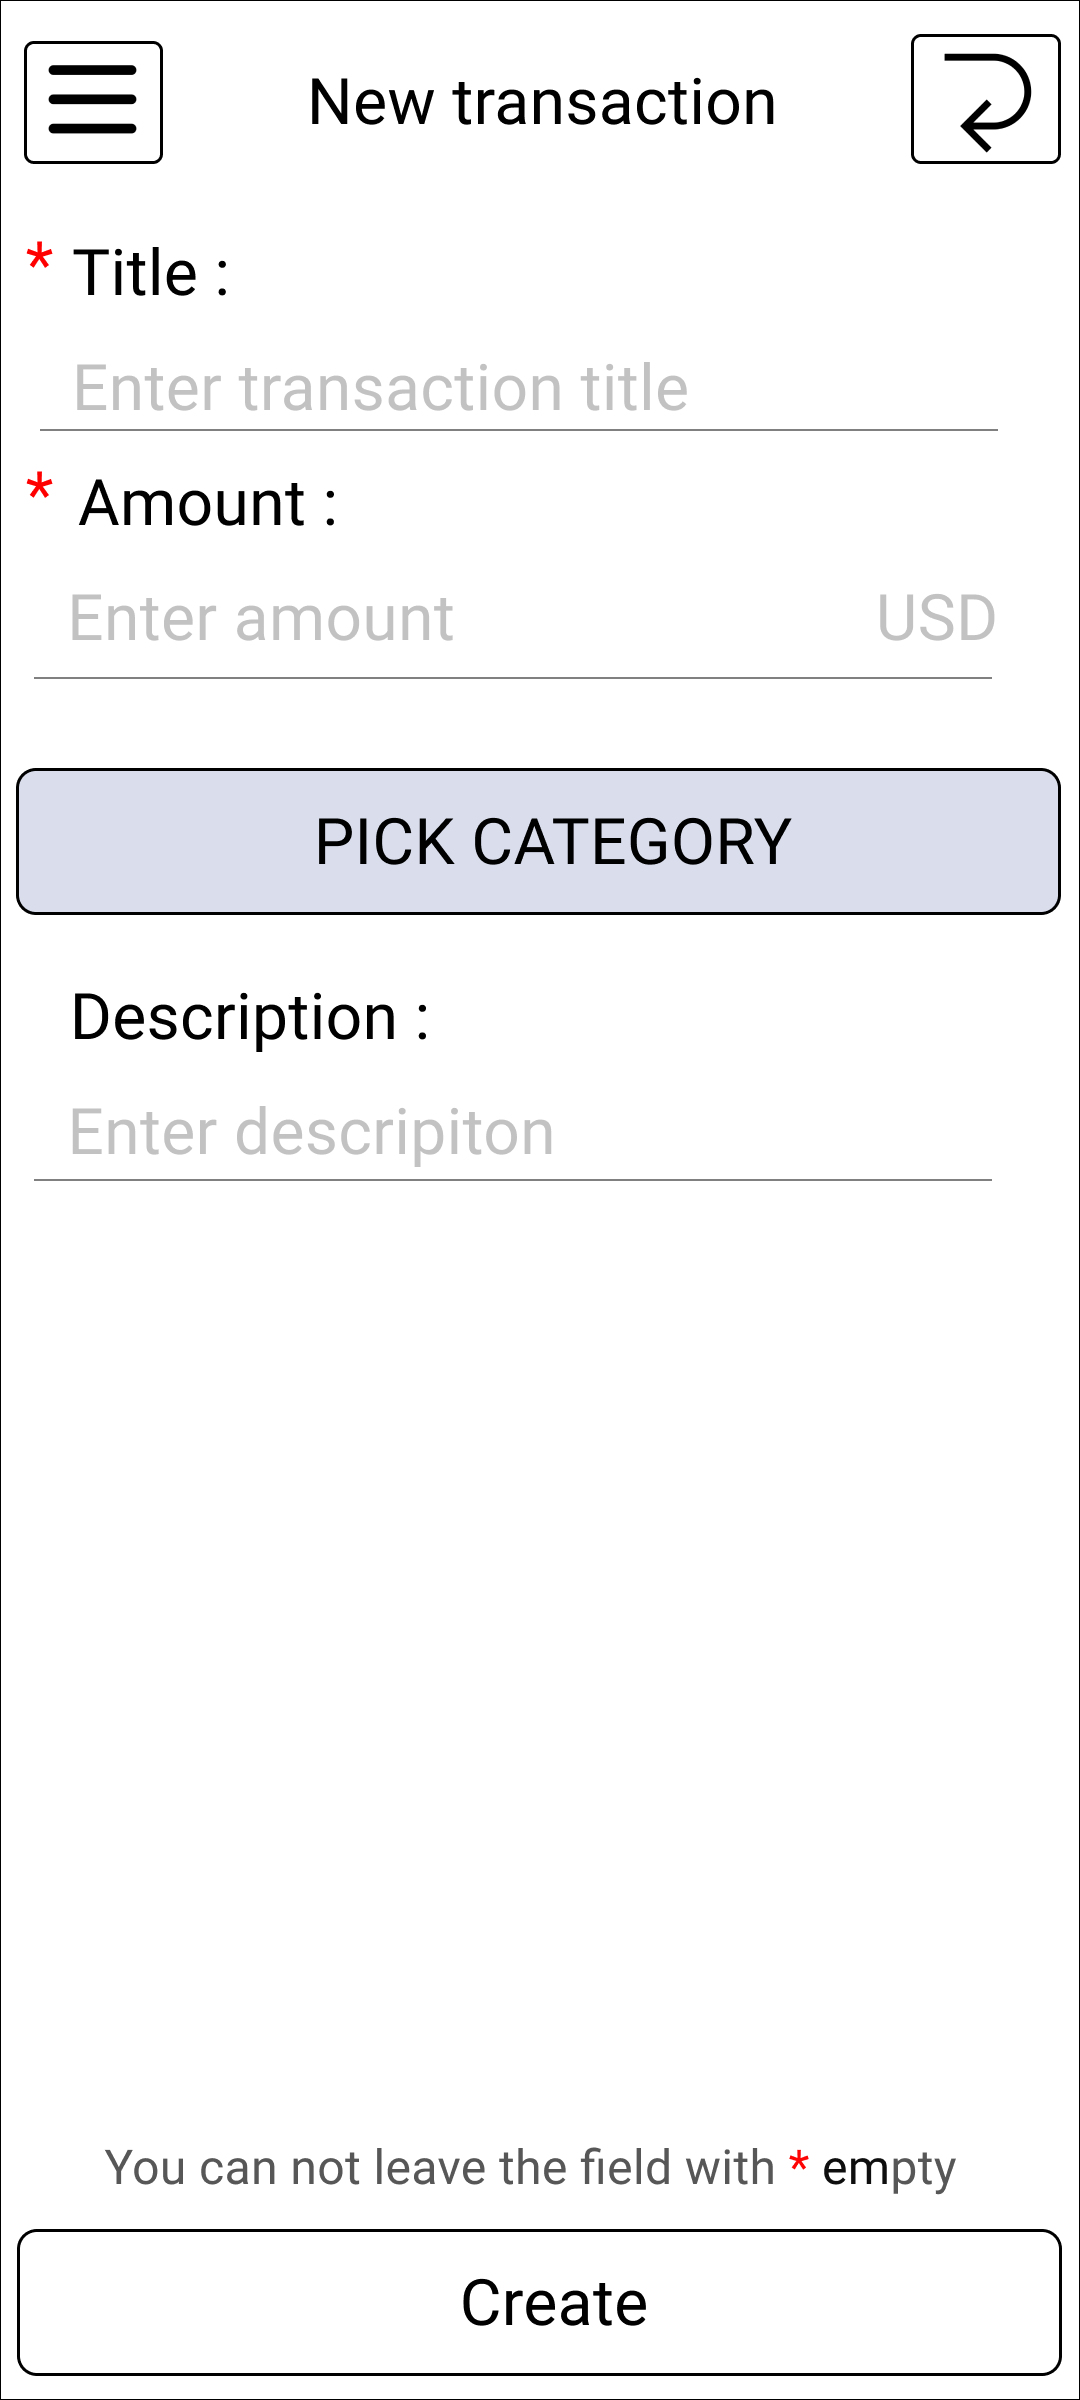 New transaction
* Title :
Enter transaction title
* Amount :
Enter amount USD
PICK CATEGORY
Description :
Enter descripiton
You can not leave the field with * empty
Create